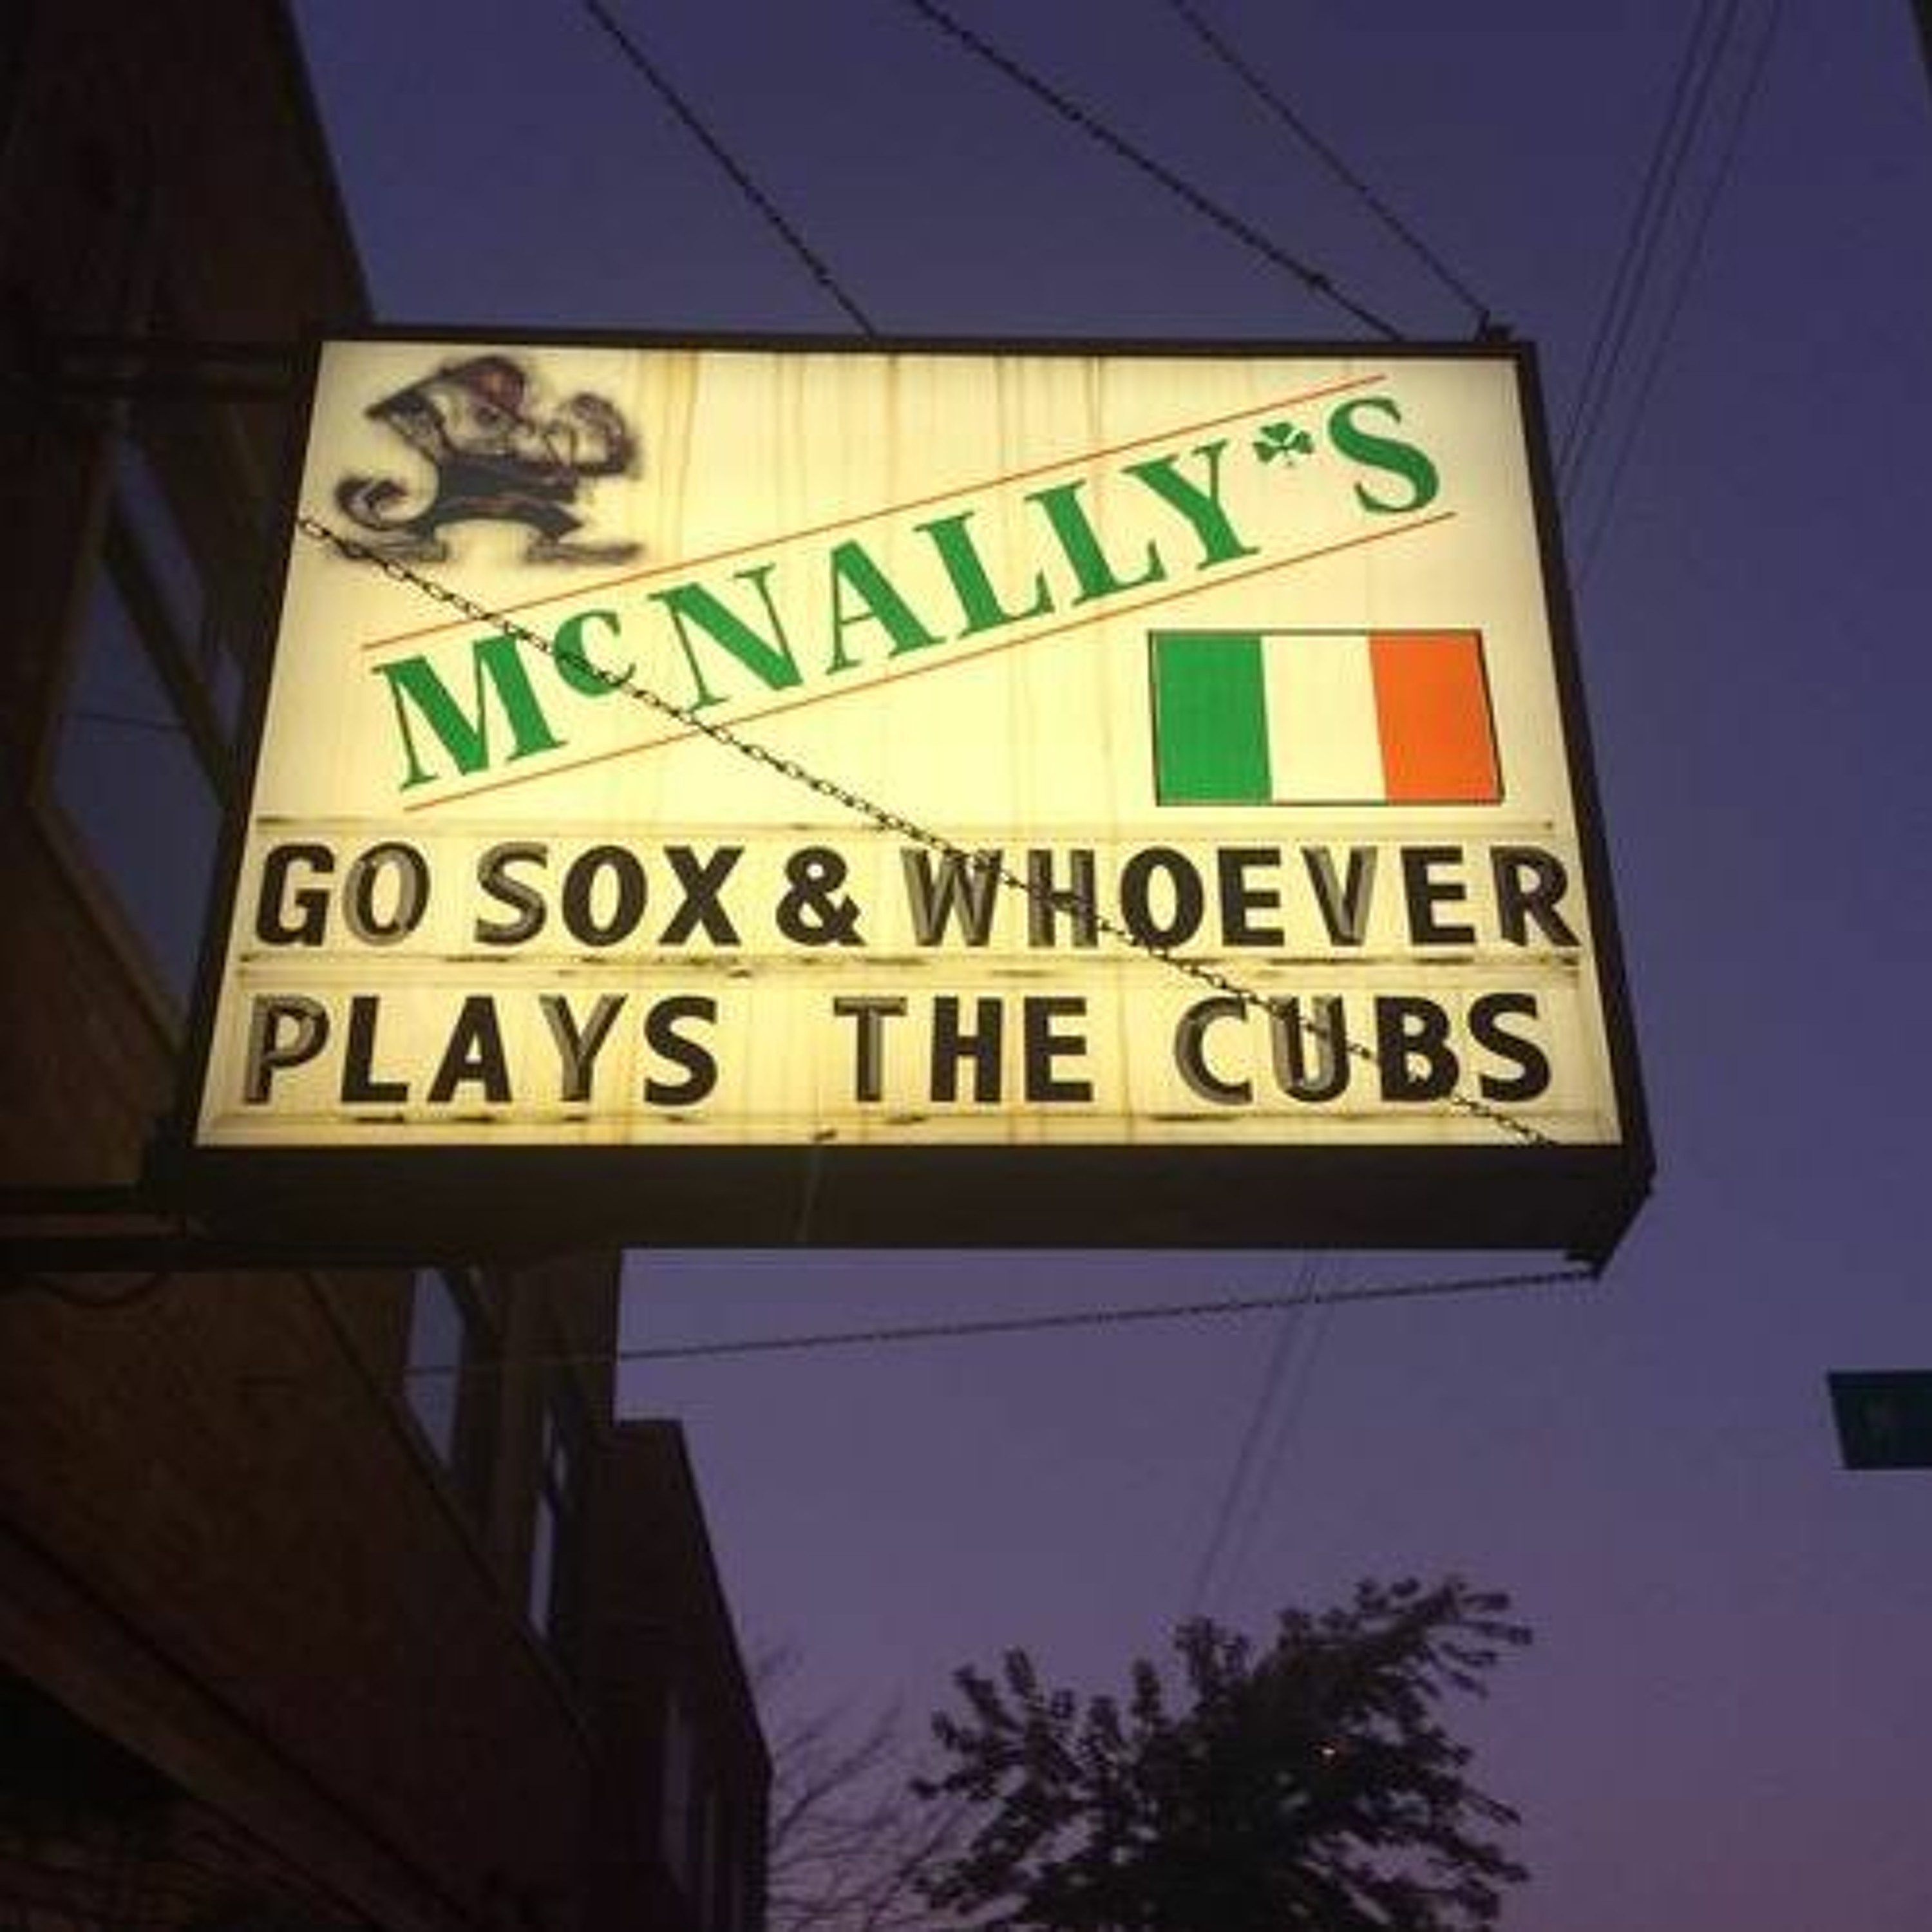 McNALLY'S
GO SOX & WHOEVER
PLAYS THE CUBS